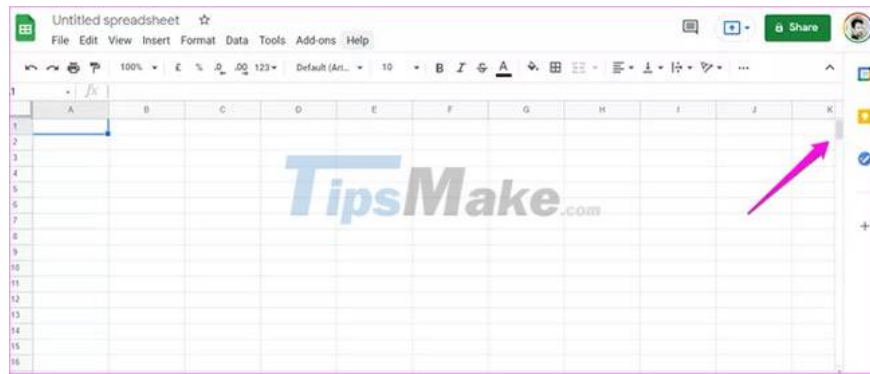 Untitled spreadsheet
File Edit View Insert Format Data Tools Add-ons Help
Share
100% £ % .0 .00 123 Default (Ari... 10 B I S A
fx
A B C D E F G H I J K
1
2
3
4
5
6
7
8
9
10
11
12
13
14
15
16
TipsMake.com